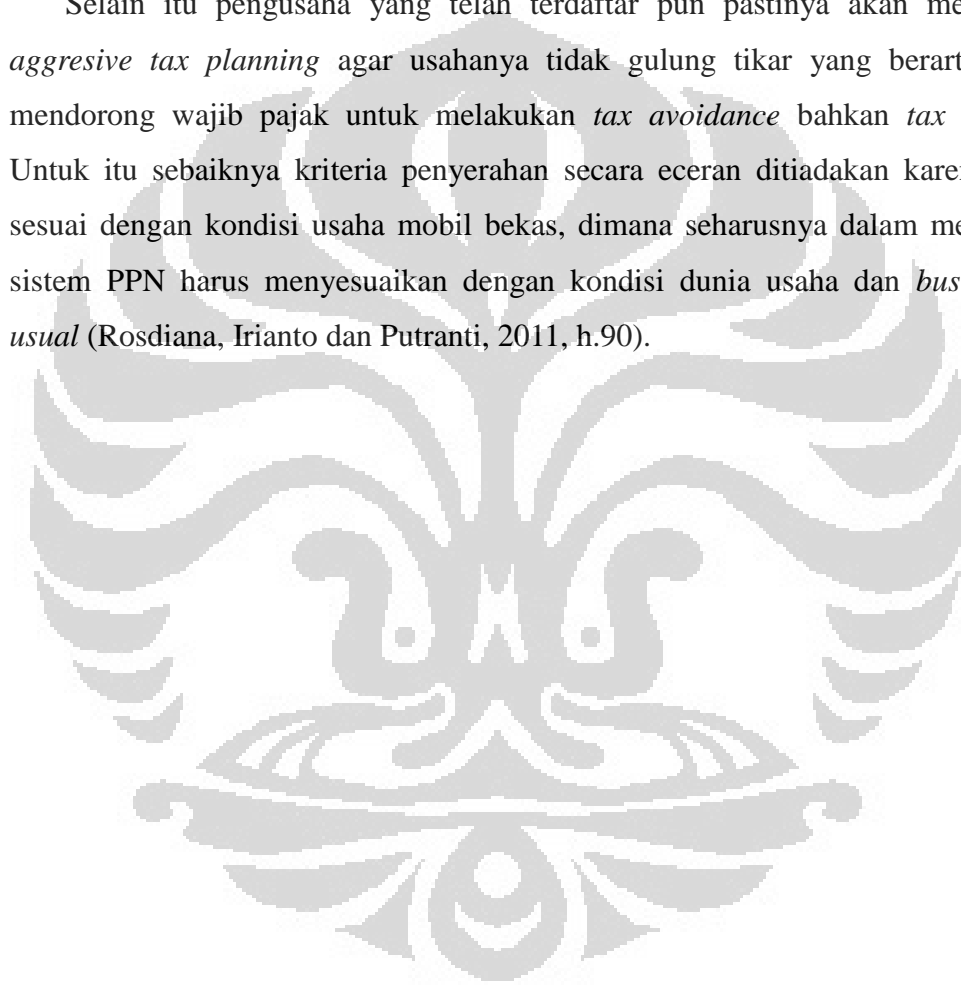 Selain itu pengusaha yang telah terdaftar pun pastinya akan me
aggresive tax planning agar usahanya tidak gulung tikar yang berart
mendorong wajib pajak untuk melakukan tax avoidance bahkan tax
Untuk itu sebaiknya kriteria penyerahan secara eceran ditiadakan kare
sesuai dengan kondisi usaha mobil bekas, dimana seharusnya dalam me
sistem PPN harus menyesuaikan dengan kondisi dunia usaha dan bus
usual (Rosdiana, Irianto dan Putranti, 2011, h.90).